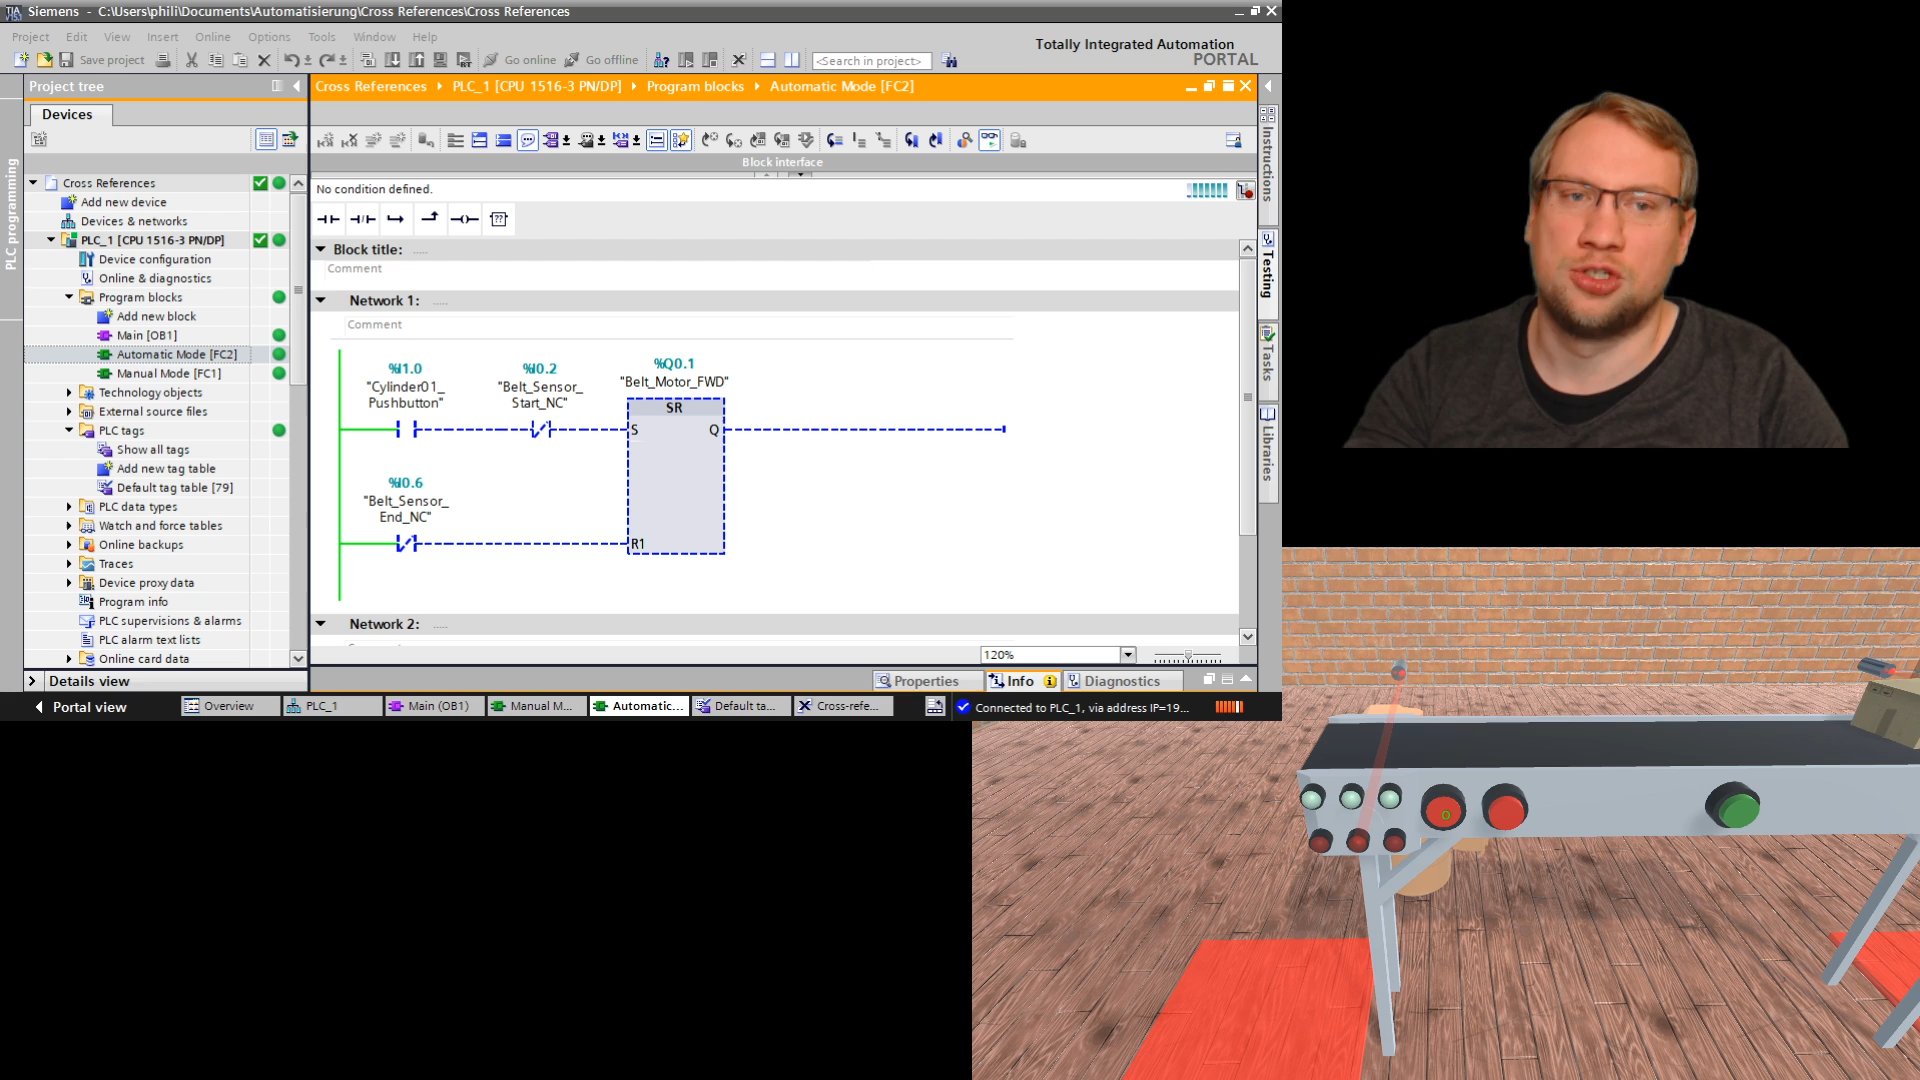 Siemens - C:\Users\phili\Documents\Automatisierung\Cross References\Cross References
Project Edit View Insert Online Options Tools Window Help
Totally Integrated Automation
PORTAL
Save project
Go online
Go offline
<Search in project>
Project tree
Cross References PLC_1 [CPU 1516-3 PN/DP] Program blocks Automatic Mode [FC2]
Devices
PLC programming
Block interface
Cross References
Add new device
Devices & networks
PLC_1 [CPU 1516-3 PN/DP]
Device configuration
Online & diagnostics
Program blocks
Add new block
Main [OB1]
Automatic Mode [FC2]
Manual Mode [FC1]
Technology objects
External source files
PLC tags
Show all tags
Add new tag table
Default tag table [79]
PLC data types
Watch and force tables
Online backups
Traces
Device proxy data
Program info
PLC supervisions & alarms
PLC alarm text lists
Online card data
Details view
No condition defined.
??
Block title: .....
Comment
Network 1: .....
Comment
%I1.0
"Cylinder01_
Pushbutton"
%I0.2
"Belt_Sensor_
Start_NC"
%Q0.1
"Belt_Motor_FWD"
SR
S
Q
%I0.6
"Belt_Sensor_
End_NC"
R1
Network 2: .....
120%
Instructions
Testing
Tasks
Libraries
Properties
Info
Diagnostics
Portal view
Overview
PLC_1
Main (OB1)
Manual M...
Automatic...
Default ta...
Cross-refe...
Connected to PLC_1, via address IP=19...